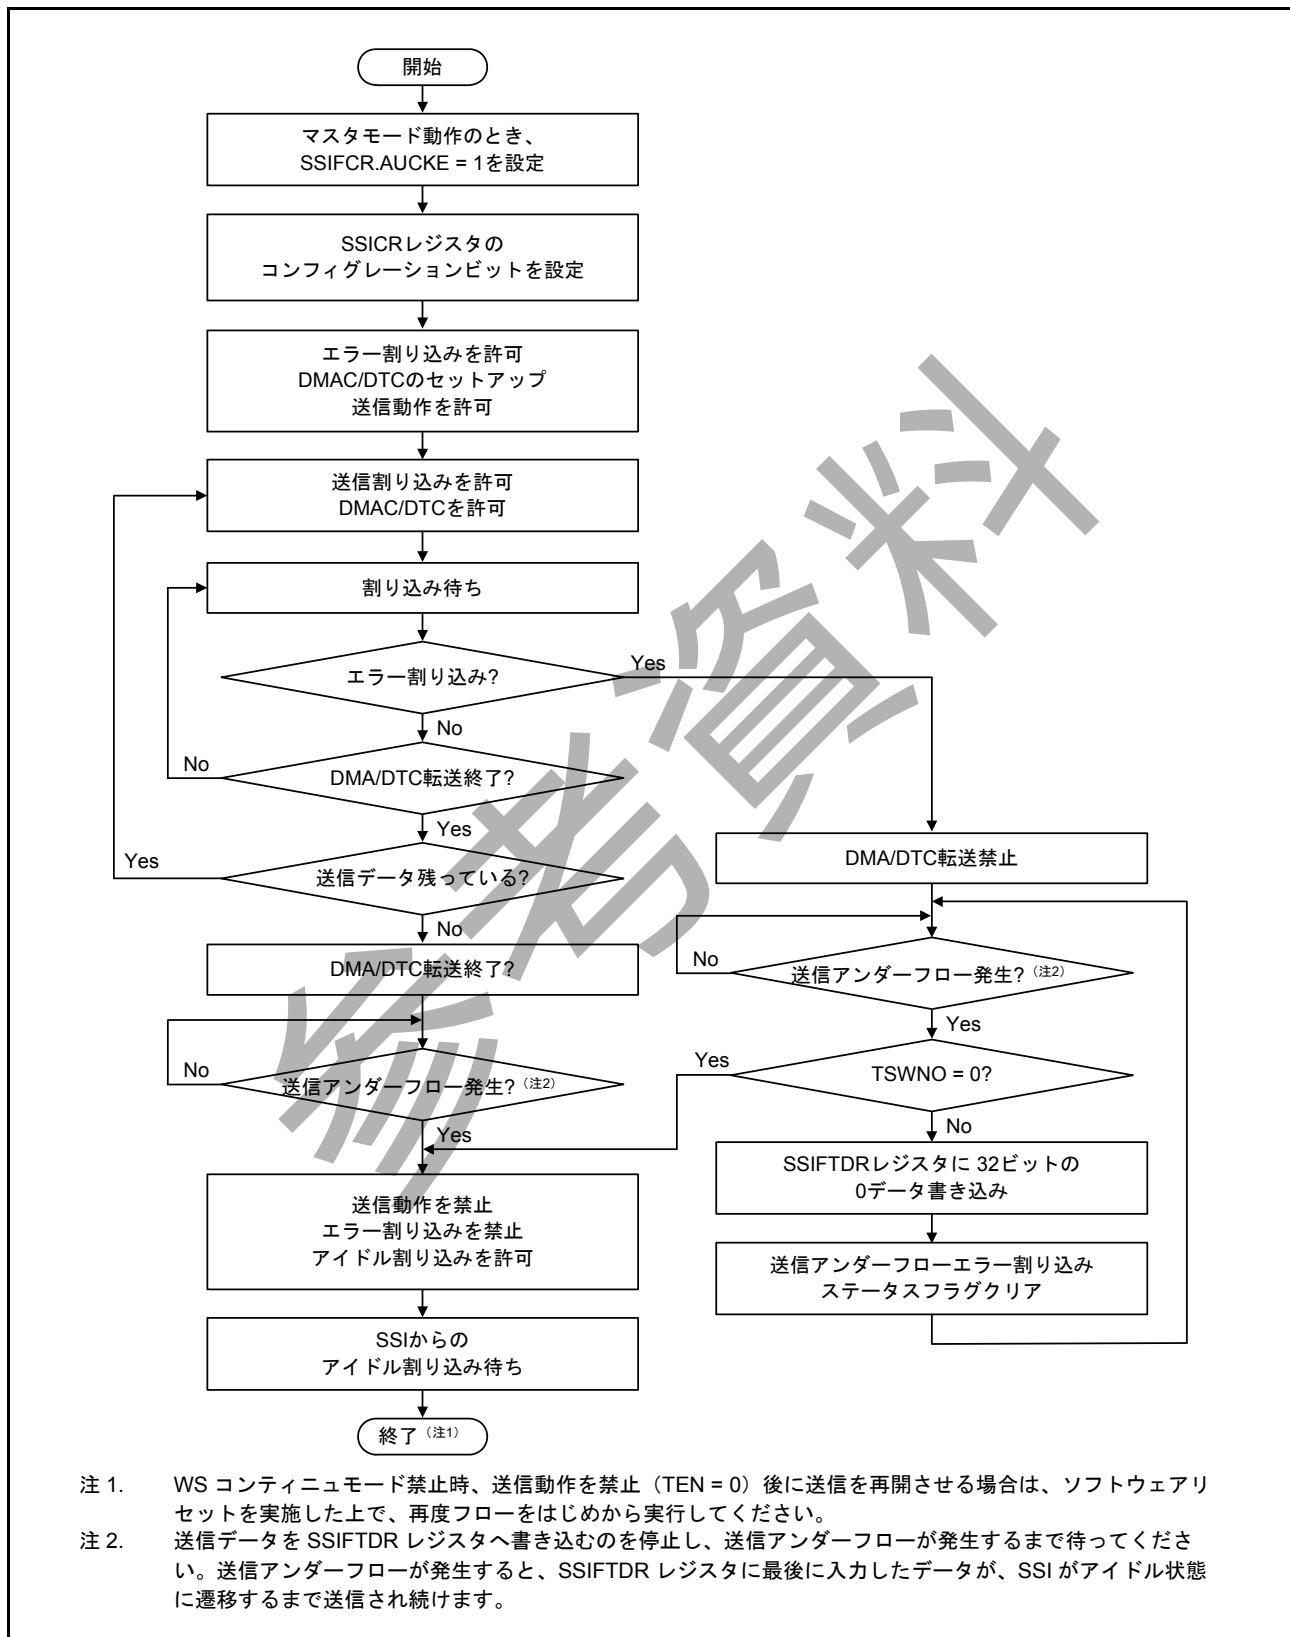 開始
マスタモード動作のとき、
SSIFCR.AUCKE = 1を設定
SSICRレジスタの
コンフィグレーションビットを設定
エラー割り込みを許可
DMAC/DTCのセットアップ
送信動作を許可
送信割り込みを許可
DMAC/DTCを許可
割り込み待ち
エラー割り込み?
Yes
No
DMA/DTC転送終了?
No
Yes
送信データ残っている?
Yes
No
DMA/DTC転送終了?
送信アンダーフロー発生?（注2）
No
Yes
送信動作を禁止
エラー割り込みを禁止
アイドル割り込みを許可
SSIからの
アイドル割り込み待ち
終了（注1）
DMA/DTC転送禁止
送信アンダーフロー発生?（注2）
No
Yes
TSWNO = 0?
Yes
No
SSIFTDRレジスタに 32ビットの
0データ書き込み
送信アンダーフローエラー割り込み
ステータスフラグクリア
参考資料
注 1. WS コンティニュモード禁止時、送信動作を禁止（TEN = 0）後に送信を再開させる場合は、ソフトウェアリ
セットを実施した上で、再度フローをはじめから実行してください。
注 2. 送信データを SSIFTDR レジスタへ書き込むのを停止し、送信アンダーフローが発生するまで待ってくださ
い。送信アンダーフローが発生すると、SSIFTDR レジスタに最後に入力したデータが、SSI がアイドル状態
に遷移するまで送信され続けます。